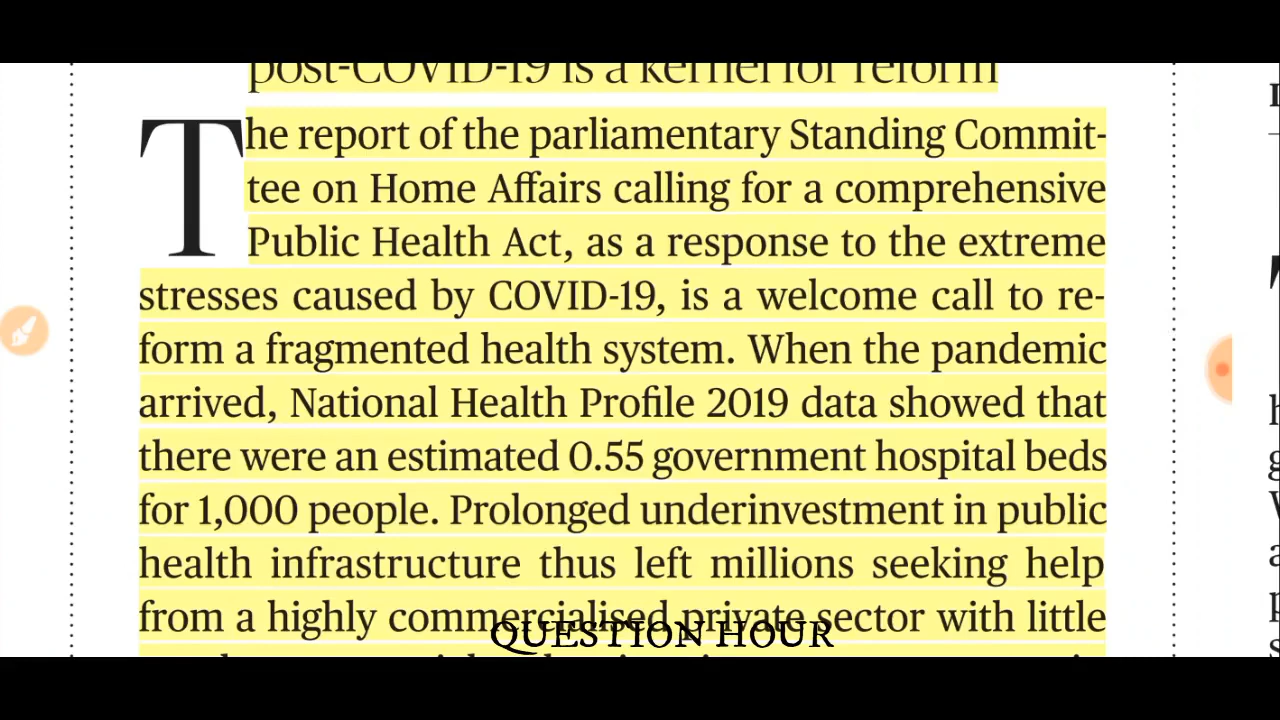 post-COVID-19 is a kernel for reform
The report of the parliamentary Standing Commit-
tee on Home Affairs calling for a comprehensive
Public Health Act, as a response to the extreme
stresses caused by COVID-19, is a welcome call to re-
form a fragmented health system. When the pandemic
arrived, National Health Profile 2019 data showed that
there were an estimated 0.55 government hospital beds
for 1,000 people. Prolonged underinvestment in public
health infrastructure thus left millions seeking help
from a highly commercialised private sector with little
QUESTION HOUR